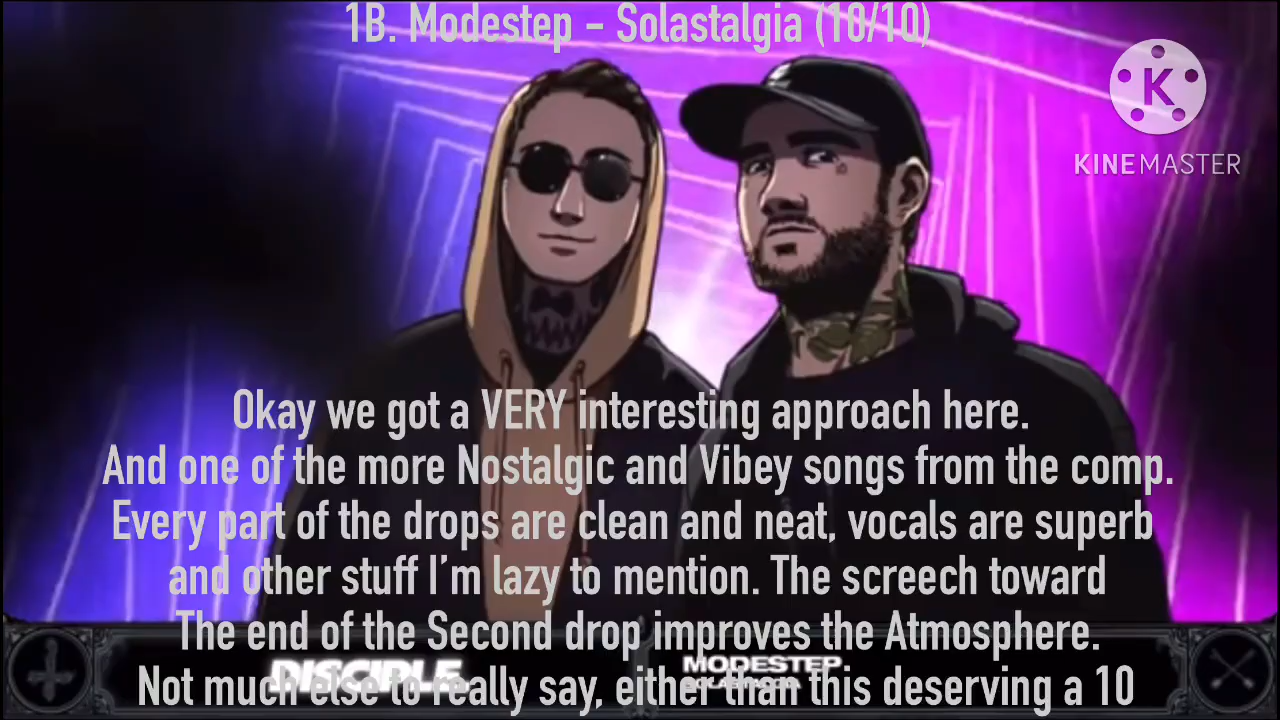 1B. Modestep - Solastalgia (10/10)
K
KINEMASTER
Okay we got a VERY interesting approach here.
And one of the more Nostalgic and Vibey songs from the comp.
Every part of the drops are clean and neat, vocals are superb
and other stuff I'm lazy to mention. The screech toward
The end of the Second drop improves the Atmosphere.
DISCIPLE.
MODESTEP
Not much else to really say, either than this deserving a 10